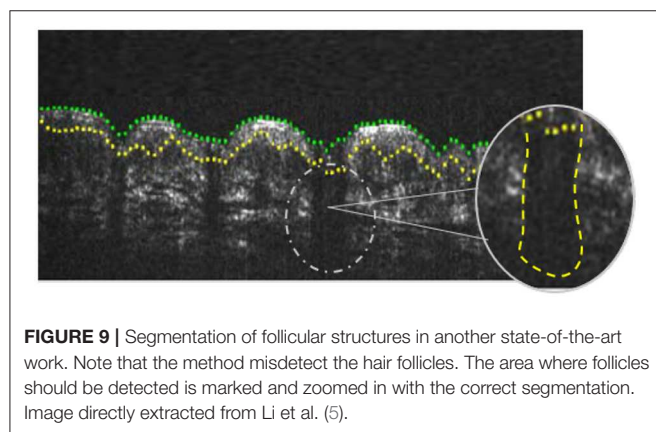 FIGURE 9 | Segmentation of follicular structures in another state-of-the-art
work. Note that the method misdetect the hair follicles. The area where follicles
should be detected is marked and zoomed in with the correct segmentation.
Image directly extracted from Li et al. (5).